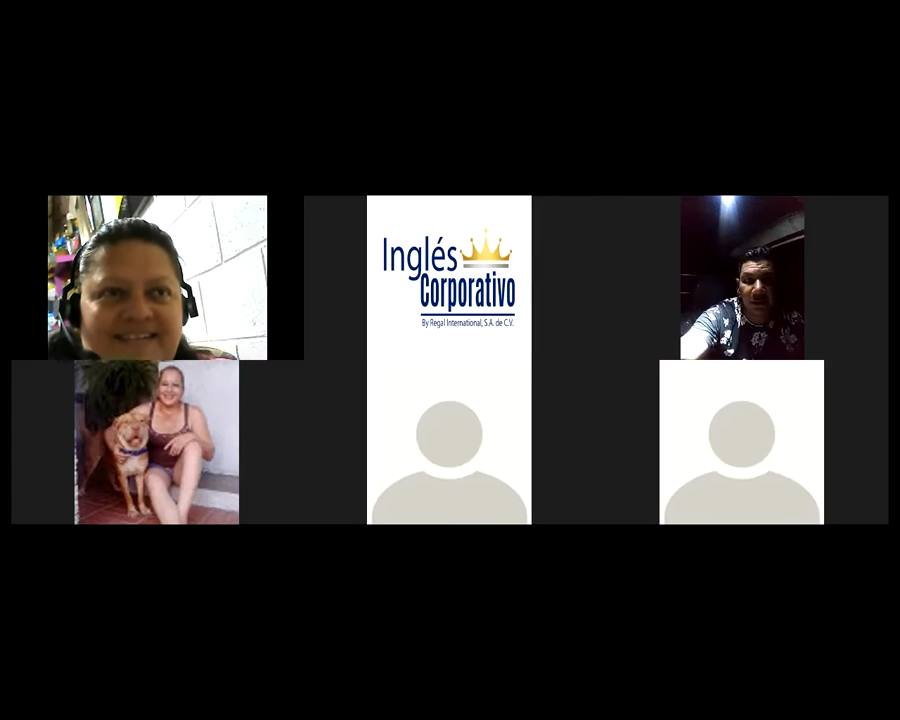 Inglés
Corporativo
By Regal International, S.A. de C.V.